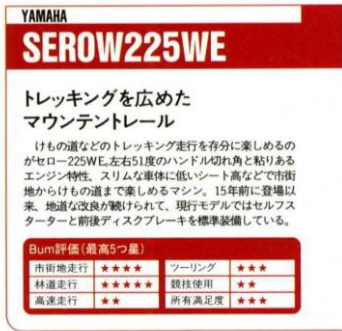 YAMAHA
SEROW225WE
トレッキングを広めた
マウンテントレール
けもの道などのトレッキング走行を存分に楽しめるの
がセロー225WE。左右51度のハンドル切れ角と粘りある
エンジン特性、スリムな車体に低いシート高などで市街
地からけもの道まで楽しめるマシン。15年前に登場以
来、地道な改良が続けられて、現行モデルではセルフス
ターターと前後ディスクブレーキを標準装備している。
Bum評価(最高5つ星)
市街地走行 ★★★★ ツーリング ★★★
林道走行 ★★★★★ 競技使用 ★★
高速走行 ★★ 所有満足度 ★★★